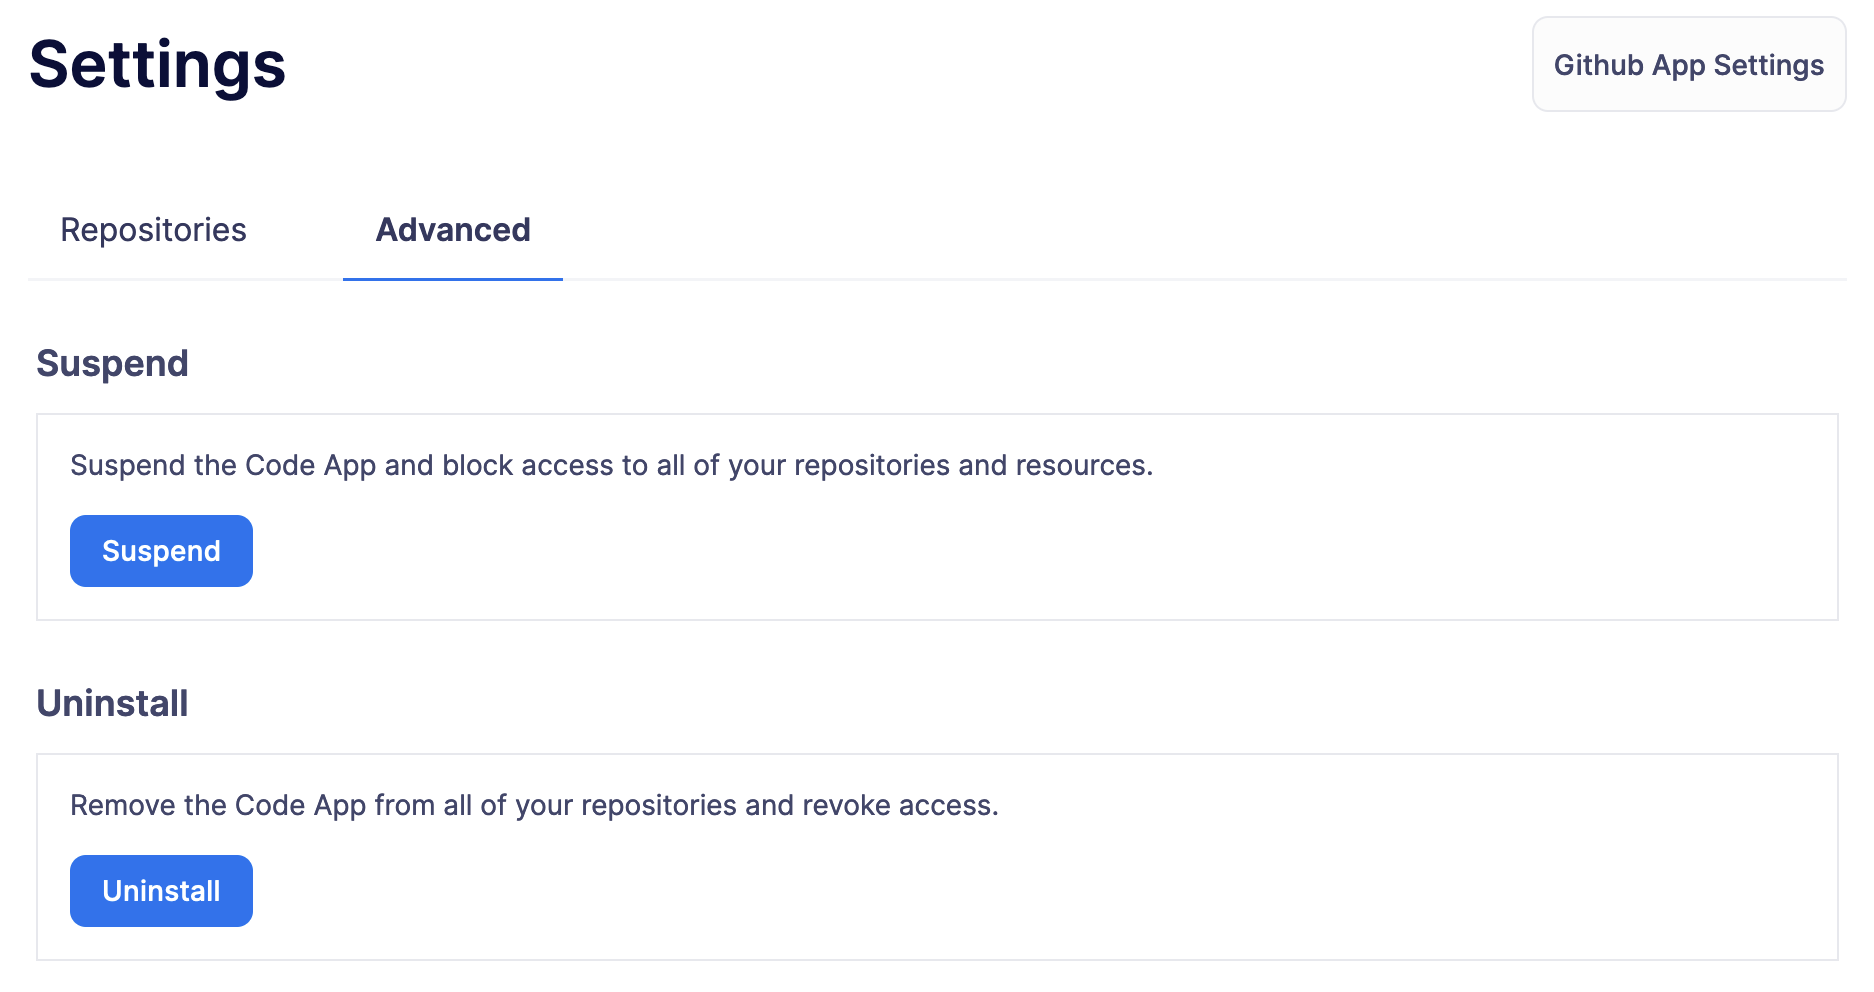 Settings
Github App Settings
Repositories
Advanced
Suspend
Suspend the Code App and block access to all of your repositories and resources.
Suspend
Uninstall
Remove the Code App from all of your repositories and revoke access.
Uninstall